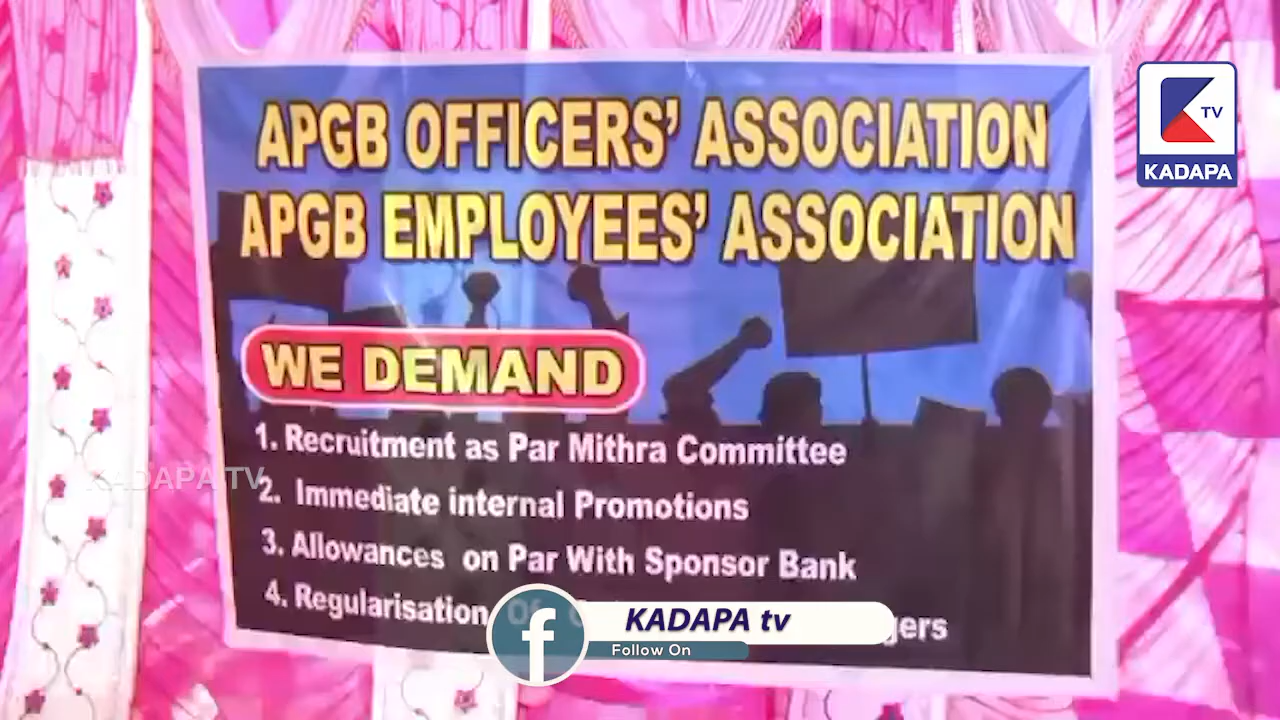 APGB OFFICERS' ASSOCIATION
APGB EMPLOYEES' ASSOCIATION
WE DEMAND
1. Recruitment as Par Mithra Committee
2. Immediate internal Promotions
3. Allowances on Par With Sponsor Bank
4. Regularisation Of
TV
KADAPA
KADAPA TV
f
KADAPA tv
Follow On